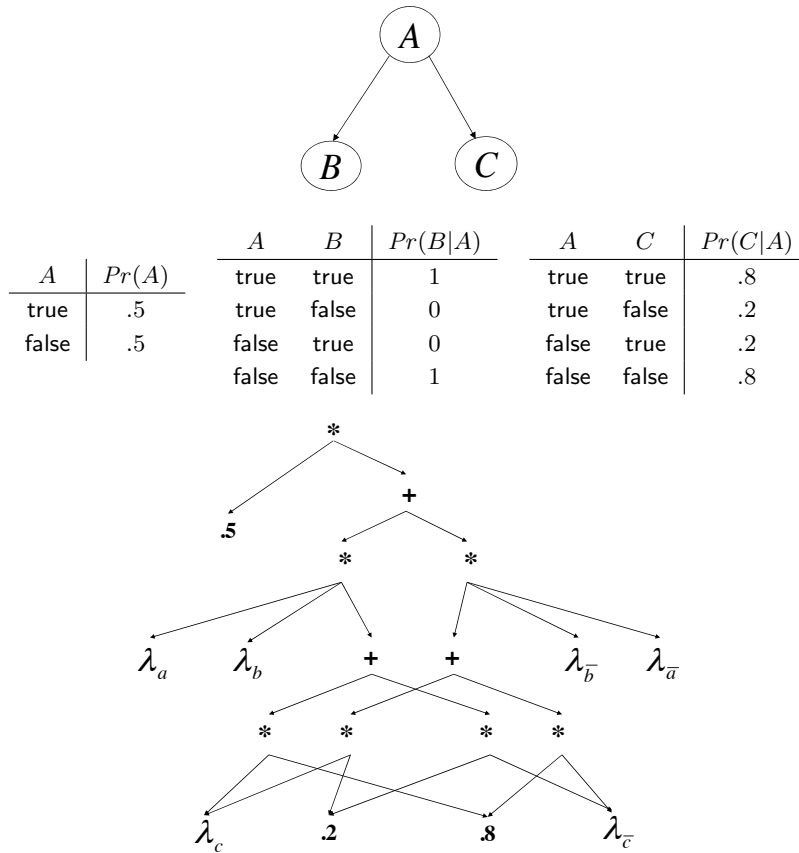 A
B C
A B Pr(B|A) A C Pr(C|A)
A Pr(A) true true 1 true true .8
true .5 true false 0 true false .2
false .5 false true 0 false true .2
false false 1 false false .8
*
+
.5
* *
λa λb + + λb̅ λa̅
* * * *
λc .2 .8 λc̅